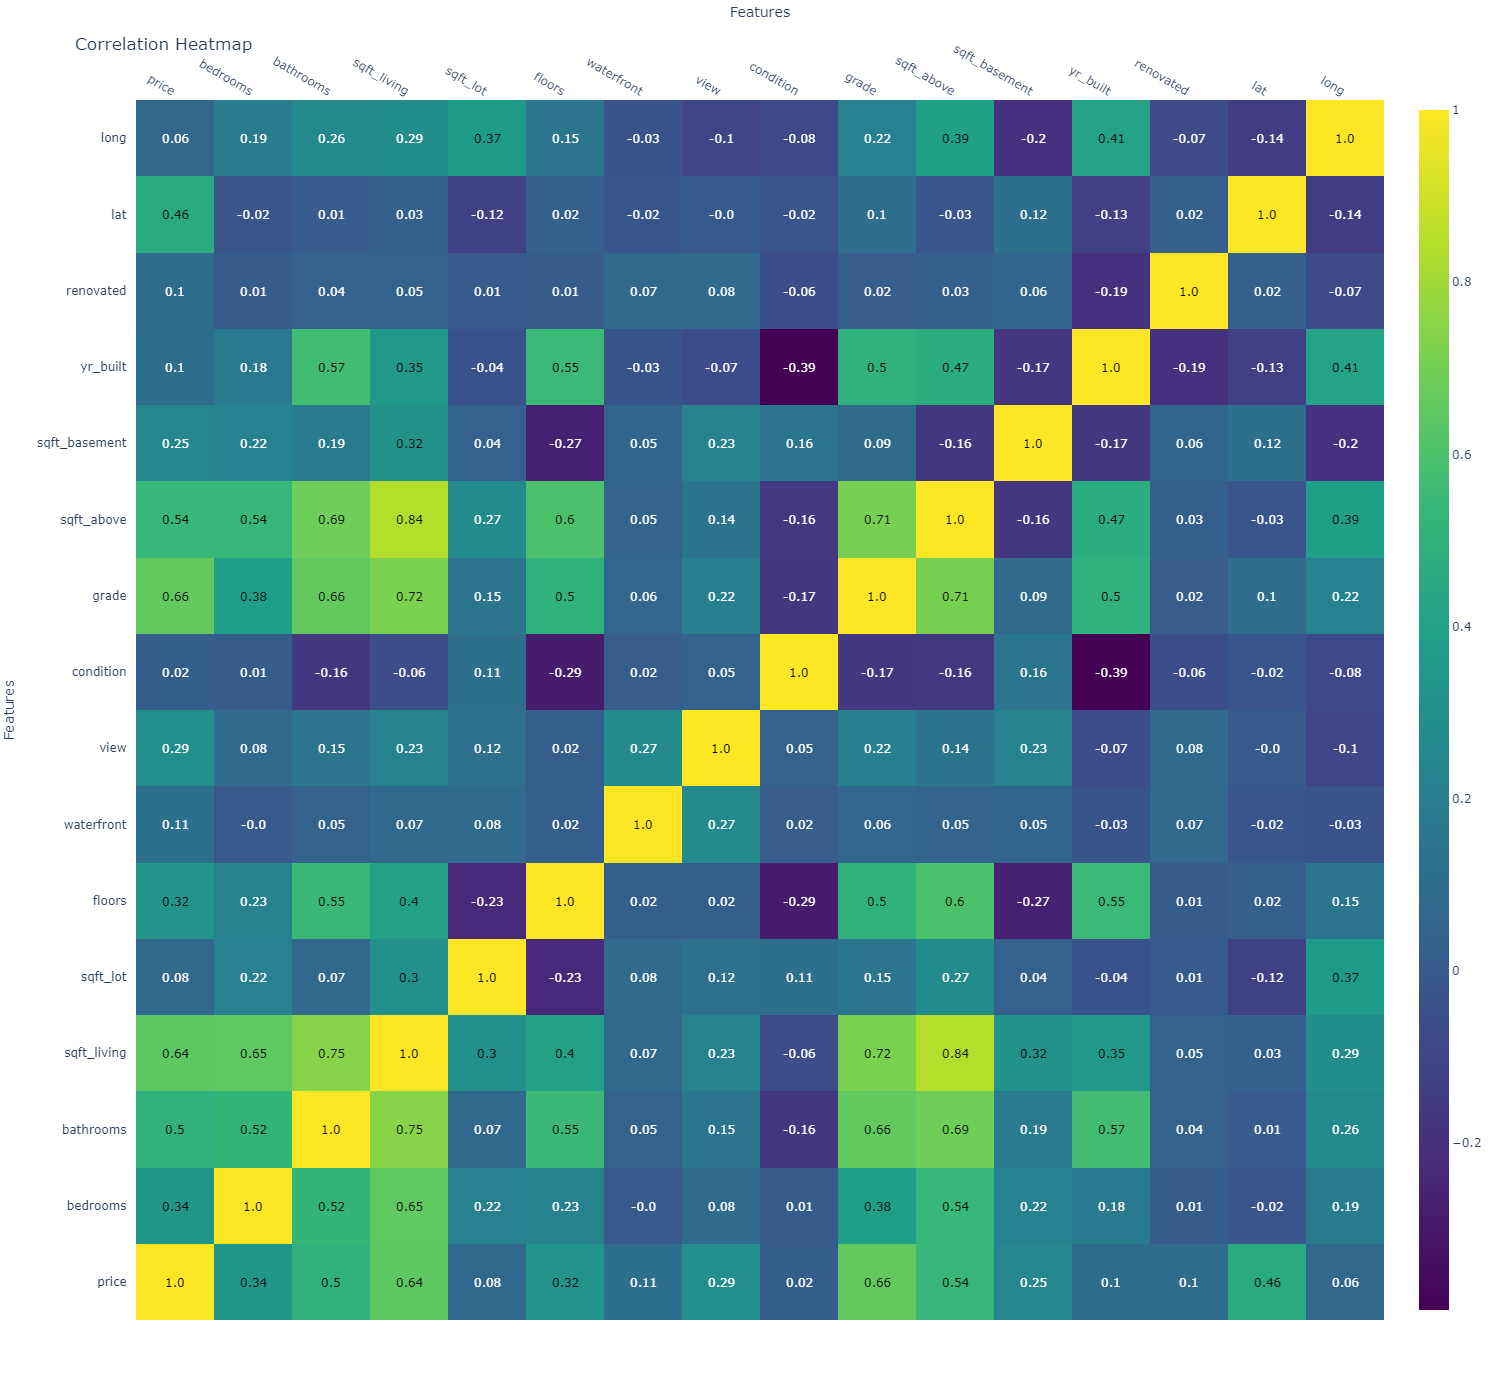 Features
Correlation Heatmap
price bedrooms bathrooms sqft_living sqft_lot floors waterfront view condition grade sqft_above sqft_basement yr_built renovated lat long
long 0.06 0.19 0.26 0.29 0.37 0.15 -0.03 -0.1 -0.08 0.22 0.39 -0.2 0.41 -0.07 -0.14 1.0
lat 0.46 -0.02 0.01 0.03 -0.12 0.02 -0.02 -0.0 -0.02 0.1 -0.03 0.12 -0.13 0.02 1.0 -0.14
renovated 0.1 0.01 0.04 0.05 0.01 0.01 0.07 0.08 -0.06 0.02 0.03 0.06 -0.19 1.0 0.02 -0.07
yr_built 0.1 0.18 0.57 0.35 -0.04 0.55 -0.03 -0.07 -0.39 0.5 0.47 -0.17 1.0 -0.19 -0.13 0.41
sqft_basement 0.25 0.22 0.19 0.32 0.04 -0.27 0.05 0.23 0.16 0.09 -0.16 1.0 -0.17 0.06 0.12 -0.2
sqft_above 0.54 0.54 0.69 0.84 0.27 0.6 0.05 0.14 -0.16 0.71 1.0 -0.16 0.47 0.03 -0.03 0.39
grade 0.66 0.38 0.66 0.72 0.15 0.5 0.06 0.22 -0.17 1.0 0.71 0.09 0.5 0.02 0.1 0.22
condition 0.02 0.01 -0.16 -0.06 0.11 -0.29 0.02 0.05 1.0 -0.17 -0.16 0.16 -0.39 -0.06 -0.02 -0.08
view 0.29 0.08 0.15 0.23 0.12 0.02 0.27 1.0 0.05 0.22 0.14 0.23 -0.07 0.08 -0.0 -0.1
waterfront 0.11 -0.0 0.05 0.07 0.08 0.02 1.0 0.27 0.02 0.06 0.05 0.05 -0.03 0.07 -0.02 -0.03
floors 0.32 0.23 0.55 0.4 -0.23 1.0 0.02 0.02 -0.29 0.5 0.6 -0.27 0.55 0.01 0.02 0.15
sqft_lot 0.08 0.22 0.07 0.3 1.0 -0.23 0.08 0.12 0.11 0.15 0.27 0.04 -0.04 0.01 -0.12 0.37
sqft_living 0.64 0.65 0.75 1.0 0.3 0.4 0.07 0.23 -0.06 0.72 0.84 0.32 0.35 0.05 0.03 0.29
bathrooms 0.5 0.52 1.0 0.75 0.07 0.55 0.05 0.15 -0.16 0.66 0.69 0.19 0.57 0.04 0.01 0.26
bedrooms 0.34 1.0 0.52 0.65 0.22 0.23 -0.0 0.08 0.01 0.38 0.54 0.22 0.18 0.01 -0.02 0.19
price 1.0 0.34 0.5 0.64 0.08 0.32 0.11 0.29 0.02 0.66 0.54 0.25 0.1 0.1 0.46 0.06
Features
1
0.8
0.6
0.4
0.2
0
−0.2